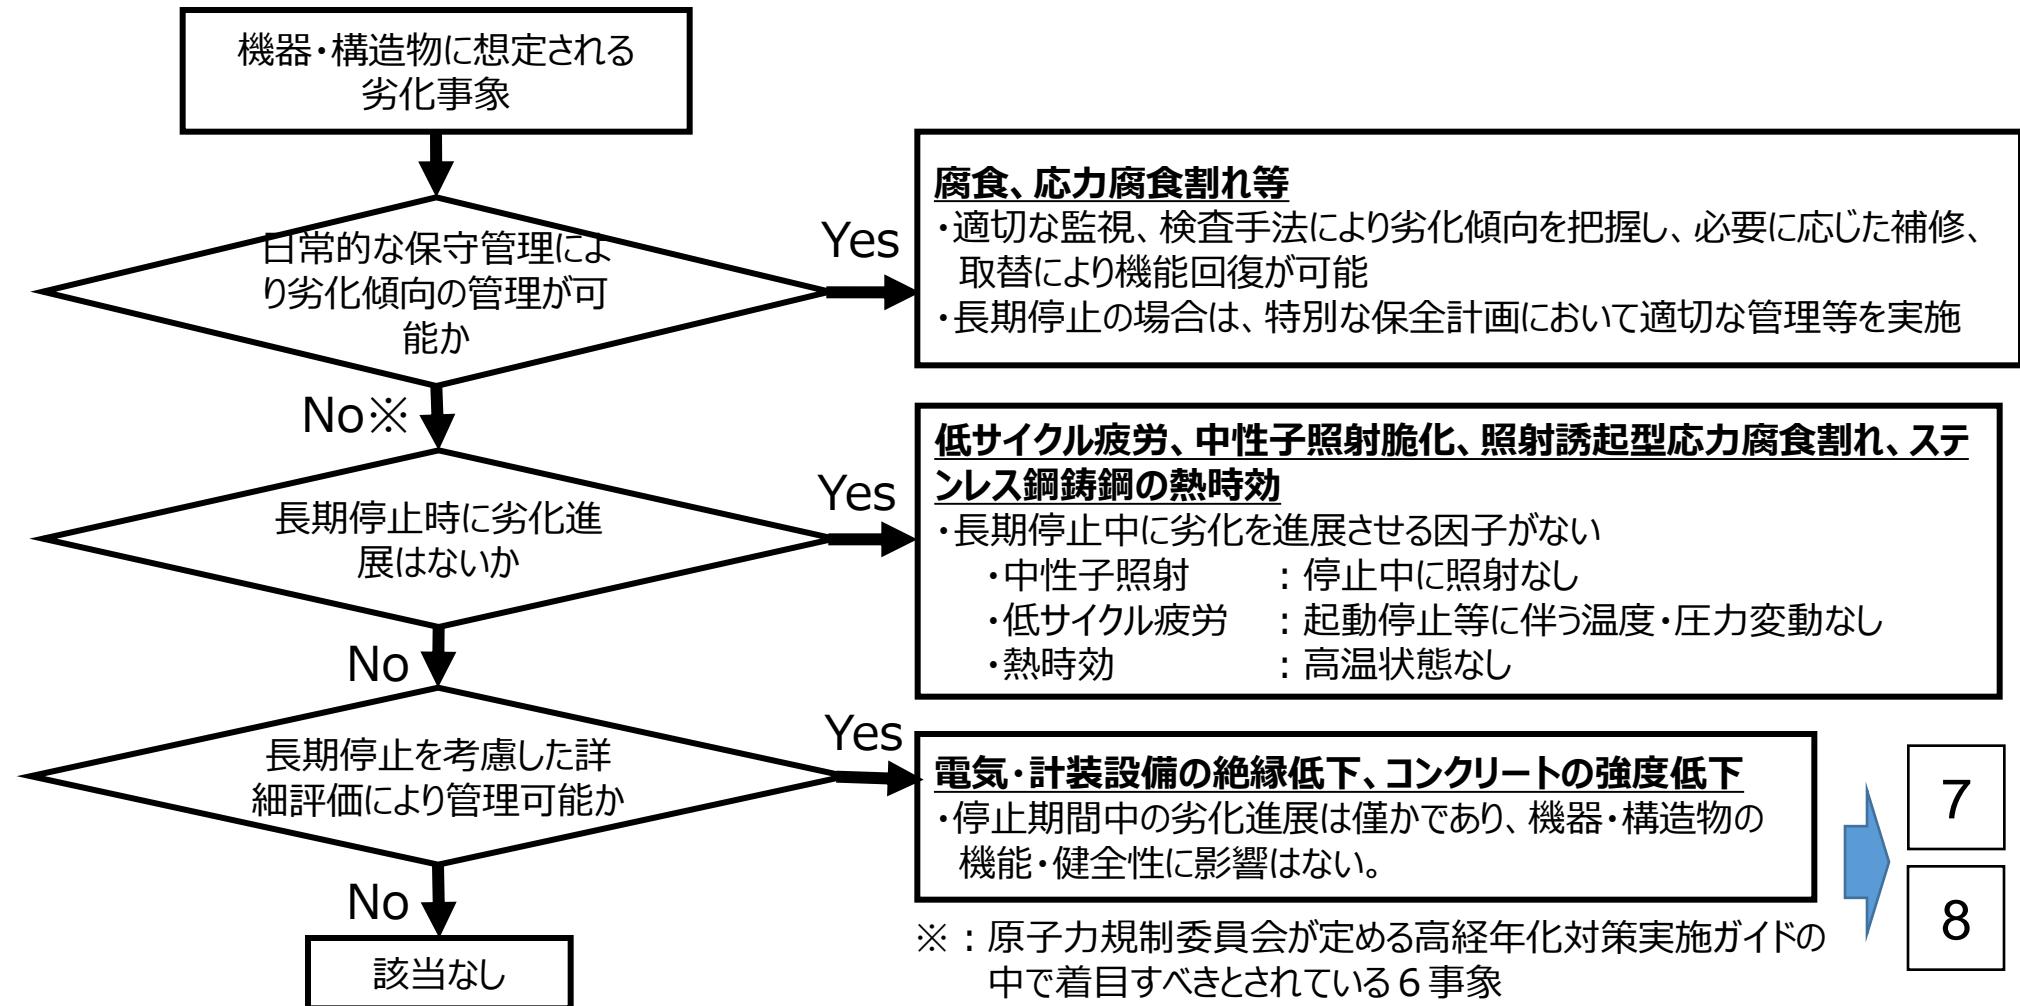 機器・構造物に想定される
劣化事象
日常的な保守管理によ
り劣化傾向の管理が可
能か
Yes
腐食、応力腐食割れ等
・適切な監視、検査手法により劣化傾向を把握し、必要に応じた補修、
取替により機能回復が可能
・長期停止の場合は、特別な保全計画において適切な管理等を実施
No※
長期停止時に劣化進
展はないか
Yes
低サイクル疲労、中性子照射脆化、照射誘起型応力腐食割れ、ステ
ンレス鋼鋳鋼の熱時効
・長期停止中に劣化を進展させる因子がない
・中性子照射　　：停止中に照射なし
・低サイクル疲労　：起動停止等に伴う温度・圧力変動なし
・熱時効　　　　：高温状態なし
No
長期停止を考慮した詳
細評価により管理可能か
Yes
電気・計装設備の絶縁低下、コンクリートの強度低下
・停止期間中の劣化進展は僅かであり、機器・構造物の
機能・健全性に影響はない。
7
8
No
該当なし
※：原子力規制委員会が定める高経年化対策実施ガイドの
中で着目すべきとされている６事象